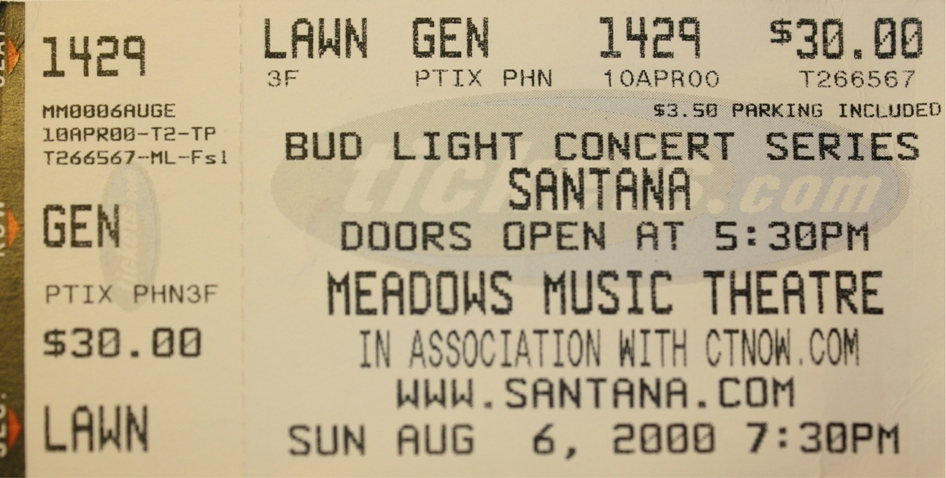 1429
MM0006AUGE
10APR00-T2-TP
T266567-ML-Fs1
GEN
PTIX PHN3F
$30.00
LAWN
LAWN GEN 1429 $30.00
3F PTIX PHN 10APR00 T266567
$3.50 PARKING INCLUDED
BUD LIGHT CONCERT SERIES
SANTANA
DOORS OPEN AT 5:30PM
MEADOWS MUSIC THEATRE
IN ASSOCIATION WITH CTNOW.COM
WWW.SANTANA.COM
SUN AUG 6, 2000 7:30PM